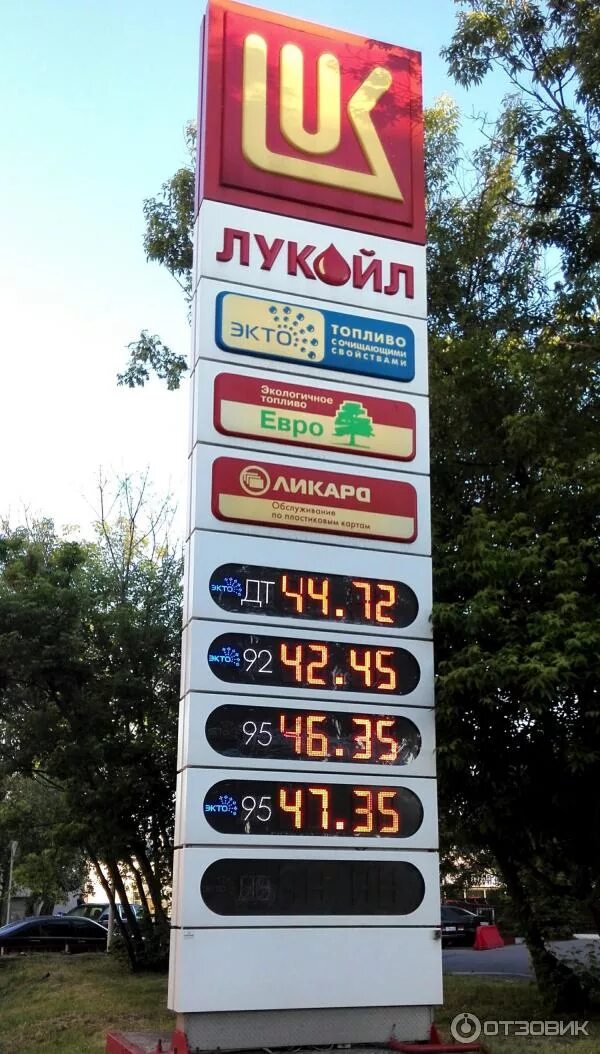 ЛУКОЙЛ
ЭКТО
ТОПЛИВО
С ОЧИЩАЮЩИМИ
СВОЙСТВАМИ
Экологичное
топливо
Евро
ЛИКАРД
Обслуживание
по пластиковым картам
ЭКТО ДТ 44.72
ЭКТО 92 42.45
95 46.35
ЭКТО 95 47.35
ОТЗОВИК